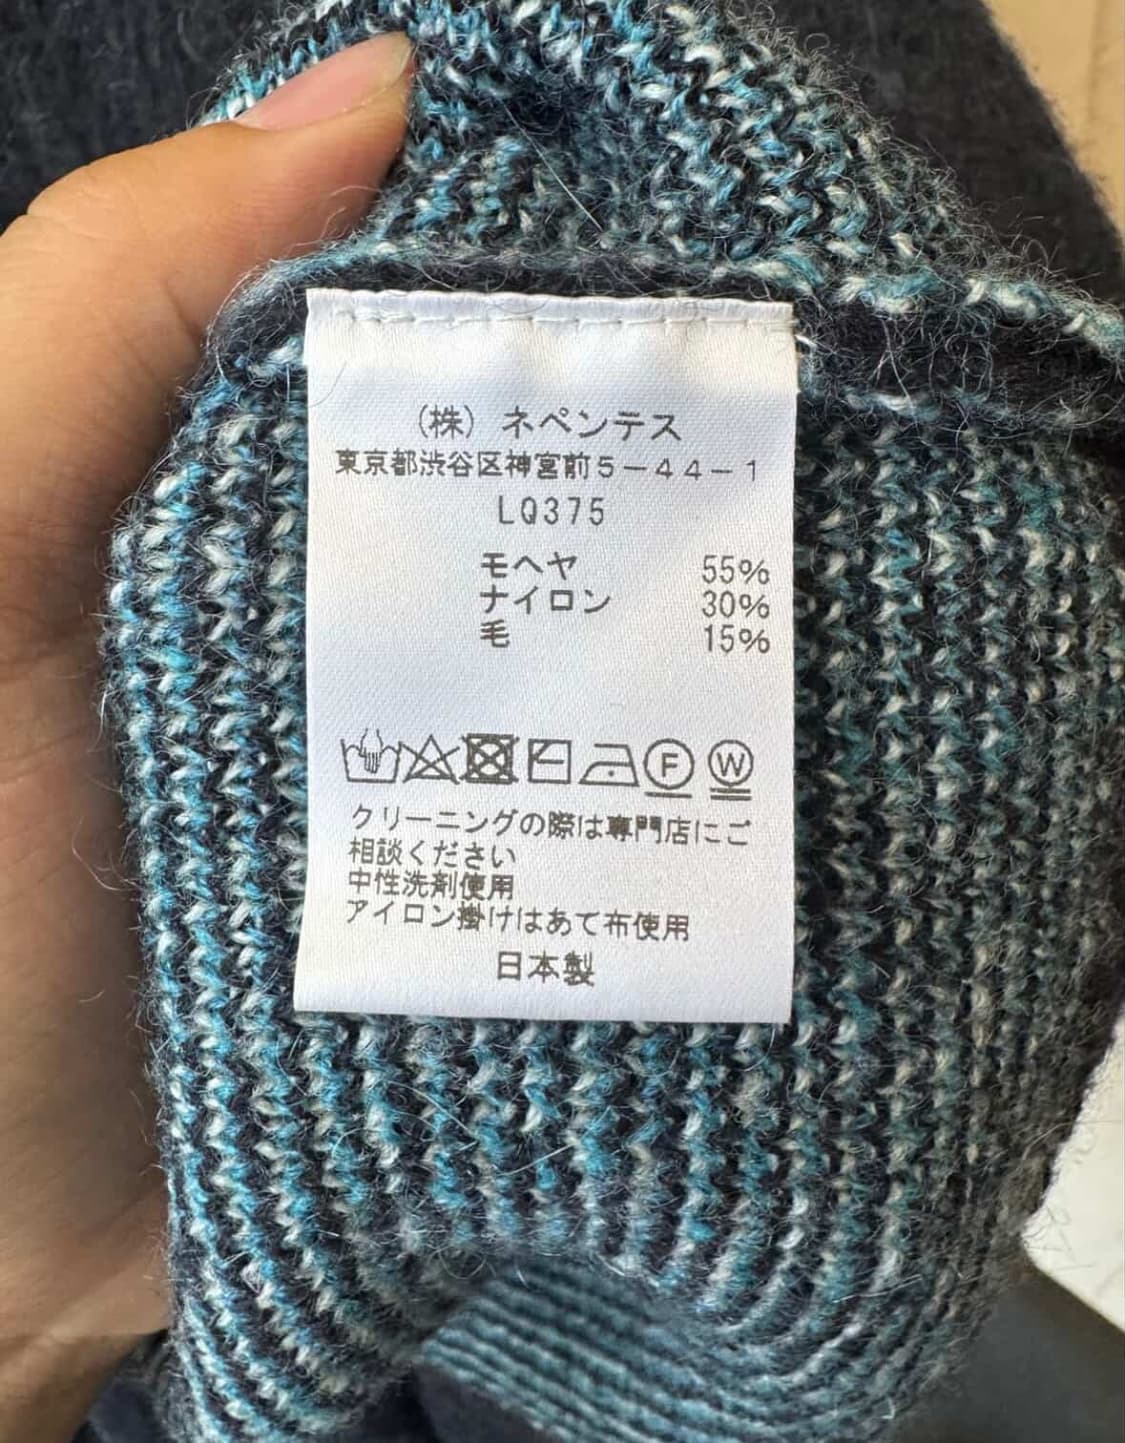 (株) ネペンテス
東京都渋谷区神宮前5-44-1
LQ375
モヘヤ 55%
ナイロン 30%
毛 15%
F W
クリーニングの際は専門店にご
相談ください
中性洗剤使用
アイロン掛けはあて布使用
日本製